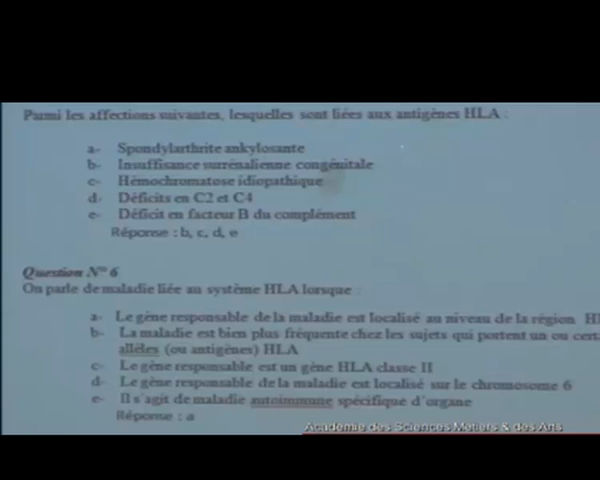 Parmi les affections suivantes, lesquelles sont liées aux antigènes HLA :
a- Spondylarthrite ankylosante
b- Insuffisance surrénalienne congénitale
c- Hémochromatose idiopathique
d- Déficits en C2 et C4
e- Déficit en facteur B du complément
Réponse : b, c, d, e
Question N° 6
On parle de maladie liée au système HLA lorsque :
a- Le gène responsable de la maladie est localisé au niveau de la région
b- La maladie est bien plus fréquente chez les sujets qui portent un ou
allèles (ou antigènes) HLA
c- Le gène responsable est un gène HLA classe II
d- Le gène responsable de la maladie est localisé sur le chromosome 6
e- Il s'agit de maladie autoimmune spécifique d'organe
Réponse : a
Academie des Sciences Metiers & des Arts